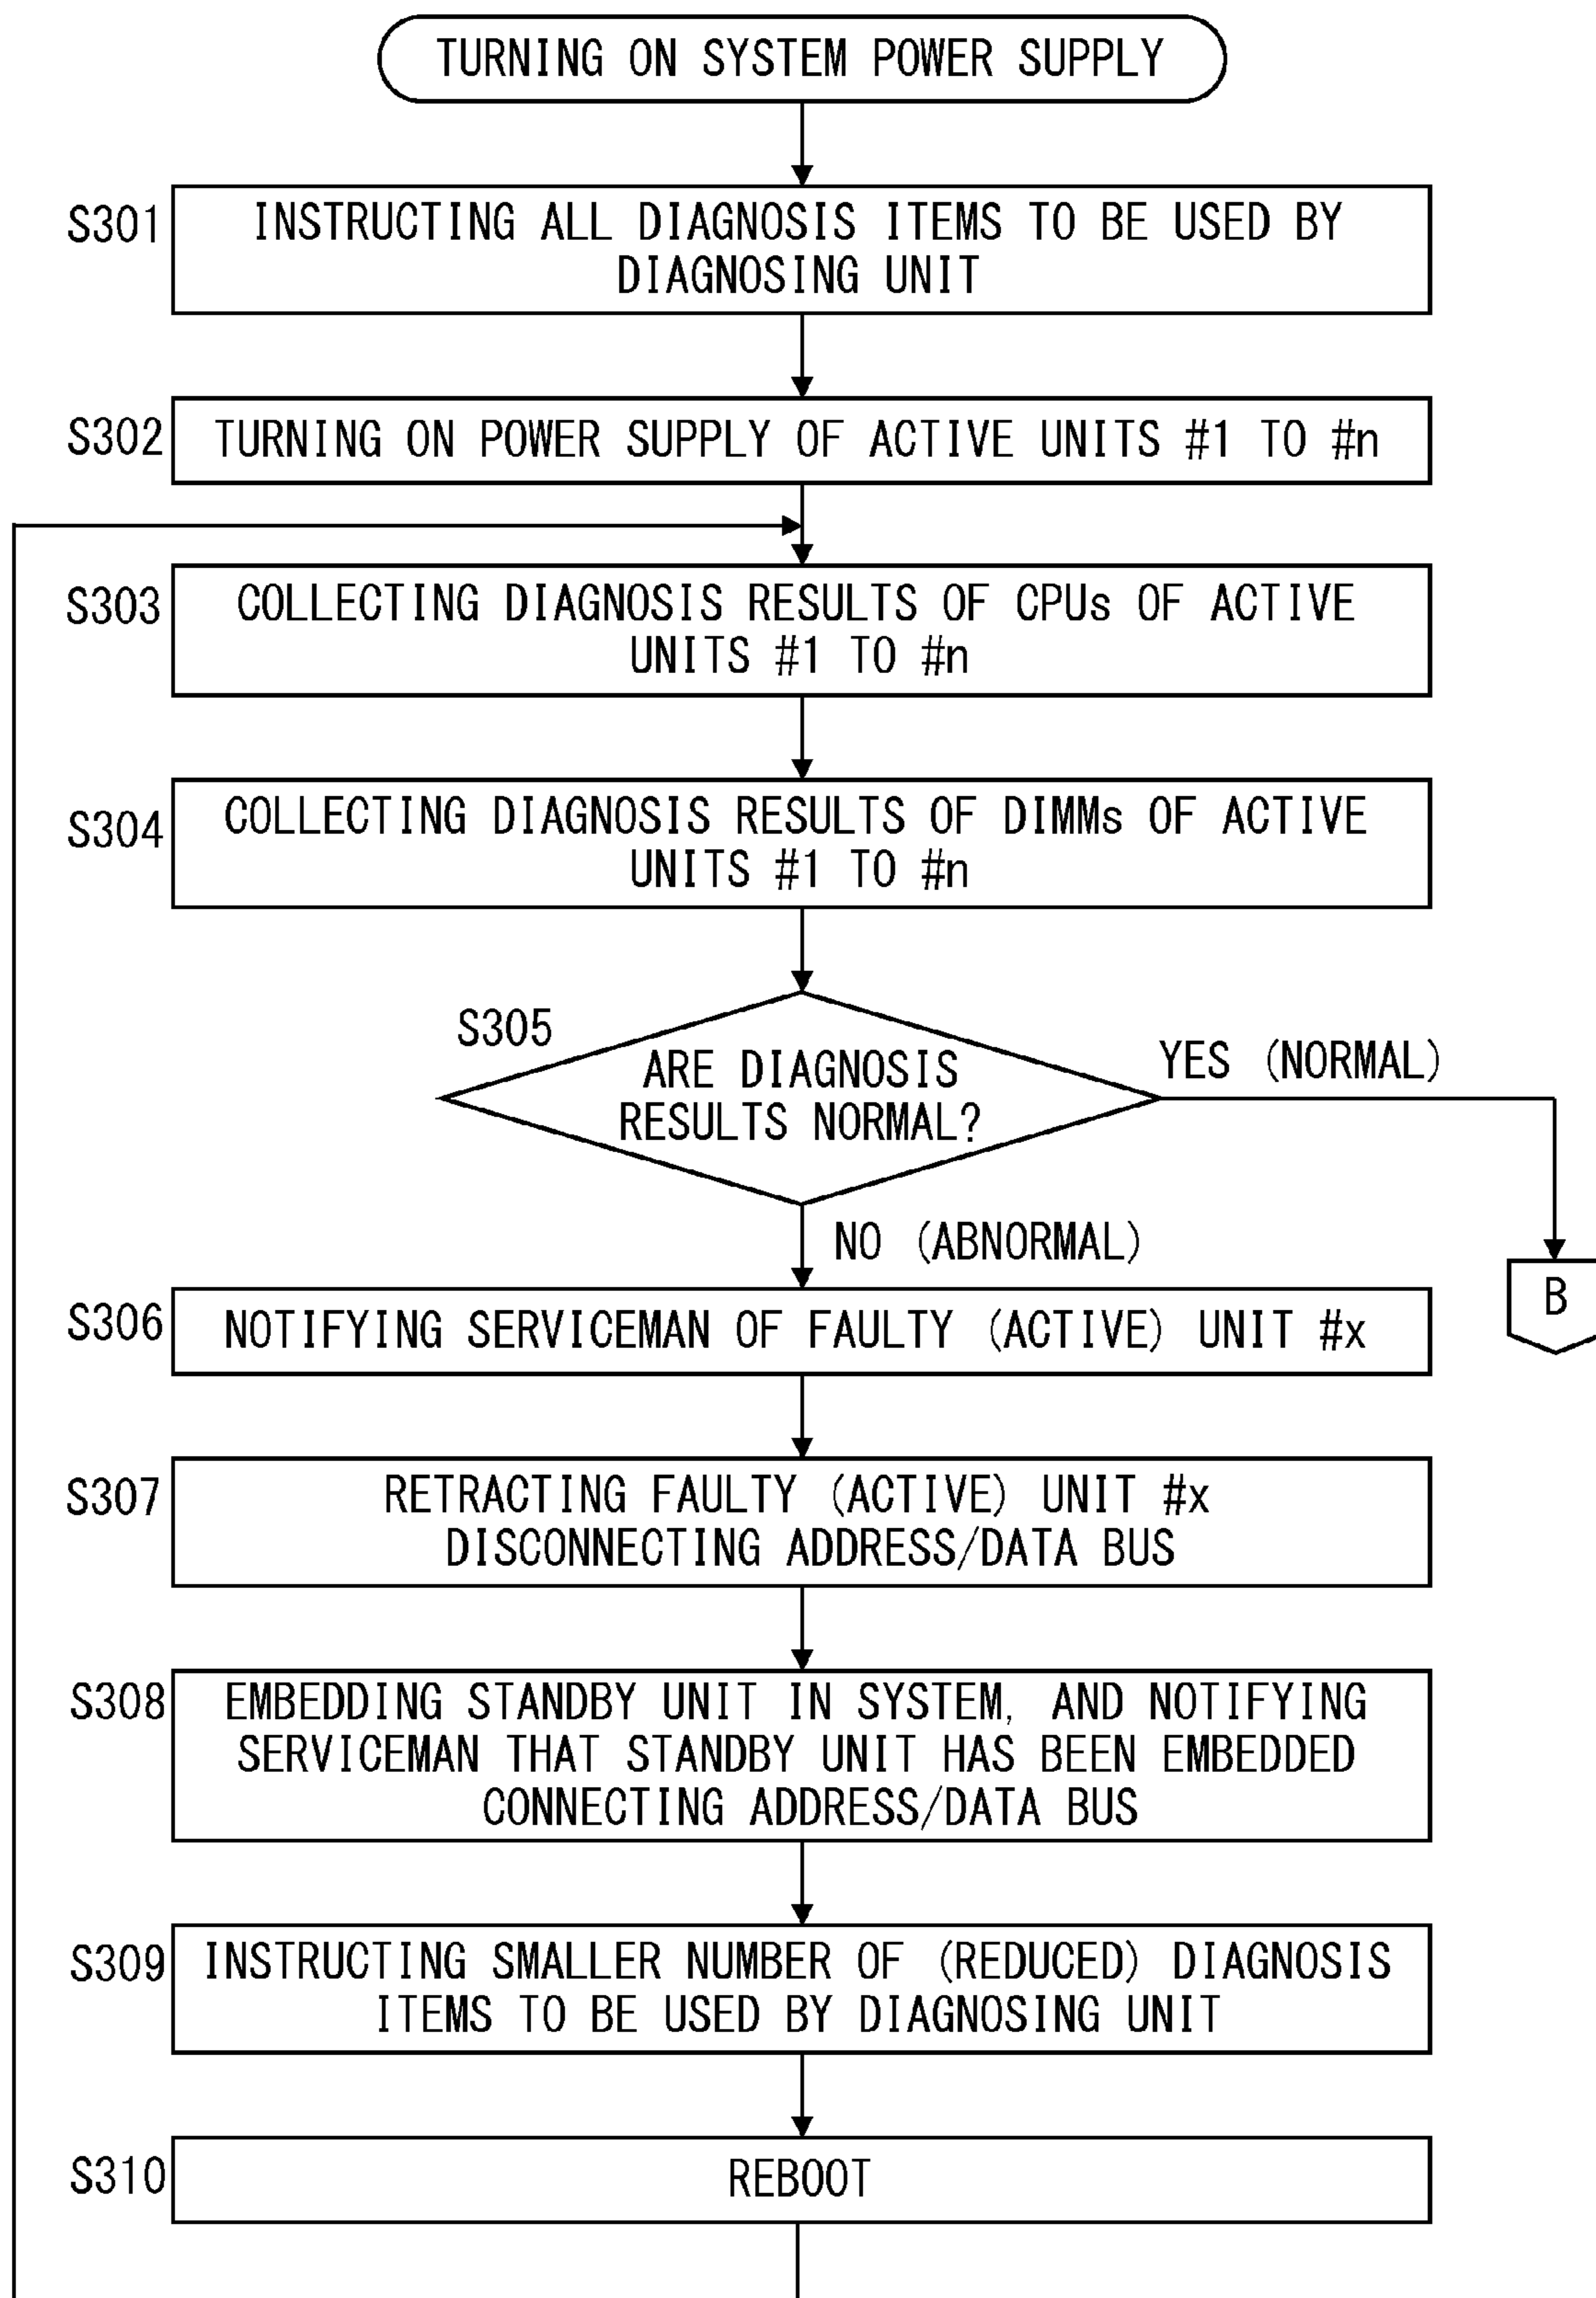 TURNING ON SYSTEM POWER SUPPLY
S301
INSTRUCTING ALL DIAGNOSIS ITEMS TO BE USED BY
DIAGNOSING UNIT
S302
TURNING ON POWER SUPPLY OF ACTIVE UNITS #1 TO #n
S303
COLLECTING DIAGNOSIS RESULTS OF CPUs OF ACTIVE
UNITS #1 TO #n
S304
COLLECTING DIAGNOSIS RESULTS OF DIMMs OF ACTIVE
UNITS #1 TO #n
S305
ARE DIAGNOSIS
RESULTS NORMAL?
YES (NORMAL)
NO (ABNORMAL)
B
S306
NOTIFYING SERVICEMAN OF FAULTY (ACTIVE) UNIT #x
S307
RETRACTING FAULTY (ACTIVE) UNIT #x
DISCONNECTING ADDRESS/DATA BUS
S308
EMBEDDING STANDBY UNIT IN SYSTEM, AND NOTIFYING
SERVICEMAN THAT STANDBY UNIT HAS BEEN EMBEDDED
CONNECTING ADDRESS/DATA BUS
S309
INSTRUCTING SMALLER NUMBER OF (REDUCED) DIAGNOSIS
ITEMS TO BE USED BY DIAGNOSING UNIT
S310
REBOOT